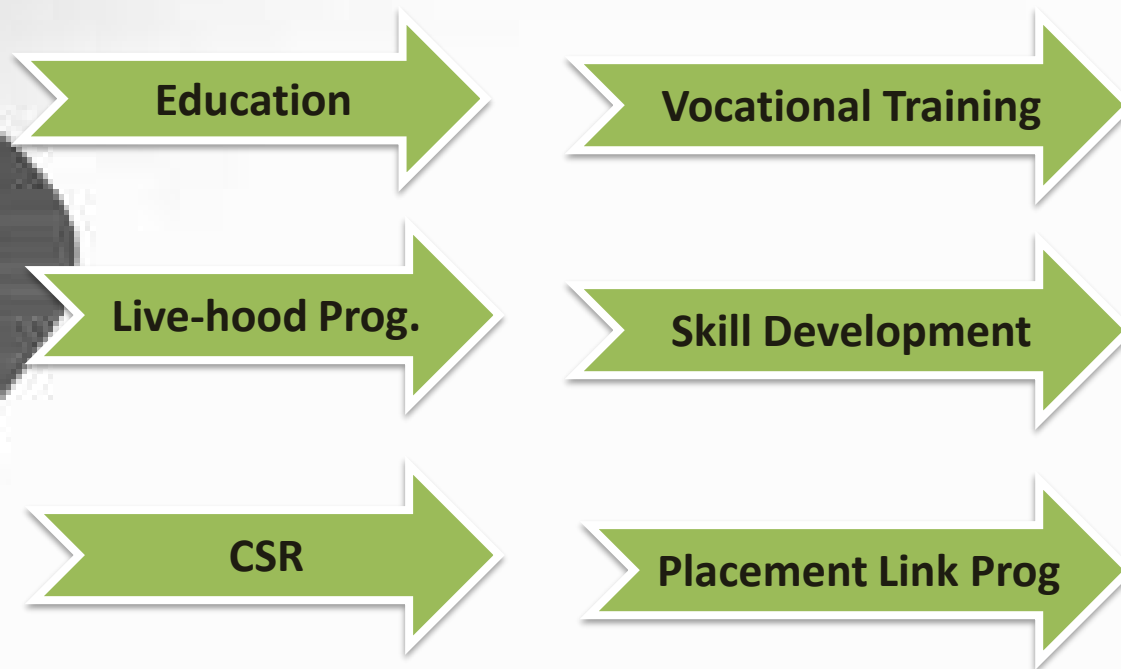 Education
Vocational Training
Live-hood Prog.
Skill Development
CSR
Placement Link Prog